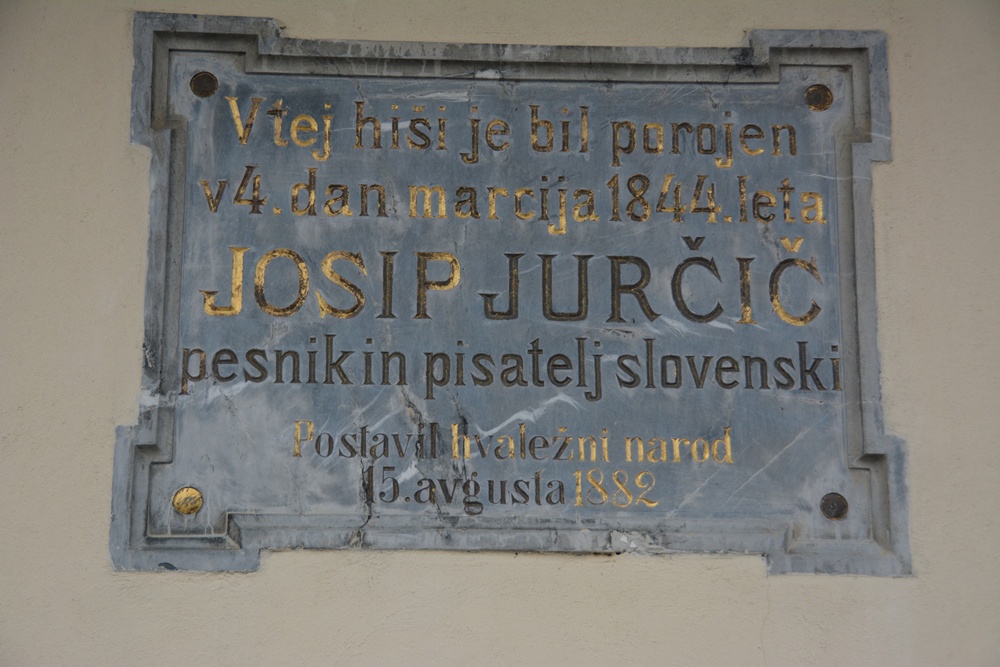 V tej hiši je bil porojen
v 4. dan marcija 1844. leta
JOSIP JURČIČ
pesnik in pisatelj slovenski
Postavil hvaležni narod
15. avgusta 1882